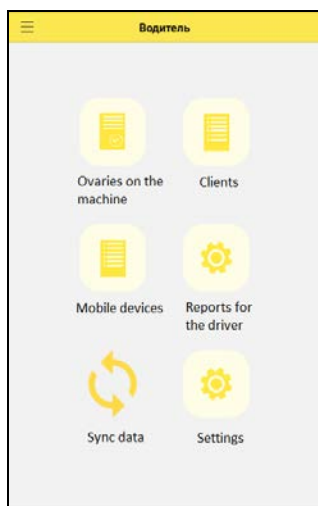 Водитель
Ovaries on the
machine
Clients
Mobile devices
Reports for
the driver
Sync data
Settings